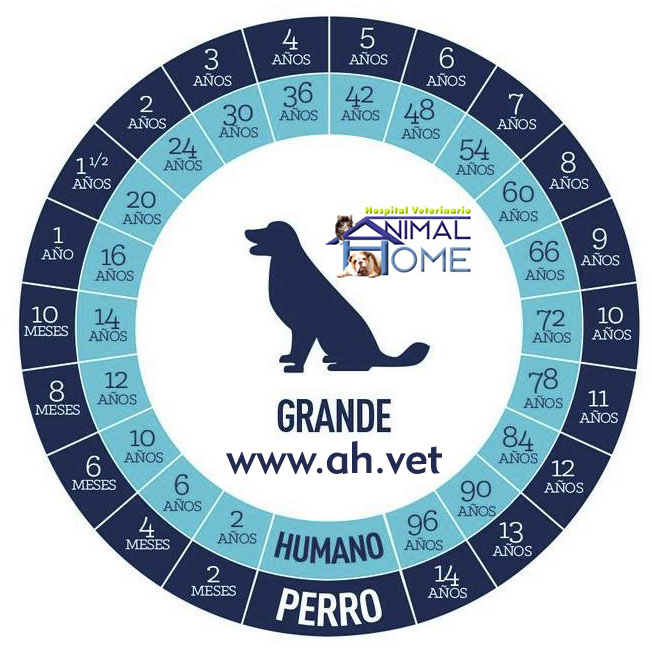 PERRO
2
MESES
4
MESES
6
MESES
8
MESES
10
MESES
1
AÑO
1 1/2
AÑOS
2
AÑOS
3
AÑOS
4
AÑOS
5
AÑOS
6
AÑOS
7
AÑOS
8
AÑOS
9
AÑOS
10
AÑOS
11
AÑOS
12
AÑOS
13
AÑOS
14
AÑOS
HUMANO
2
AÑOS
6
AÑOS
10
AÑOS
12
AÑOS
14
AÑOS
16
AÑOS
20
AÑOS
24
AÑOS
30
AÑOS
36
AÑOS
42
AÑOS
48
AÑOS
54
AÑOS
60
AÑOS
66
AÑOS
72
AÑOS
78
AÑOS
84
AÑOS
90
AÑOS
96
AÑOS
Hospital Veterinario
ANIMAL
HOME
GRANDE
www.ah.vet